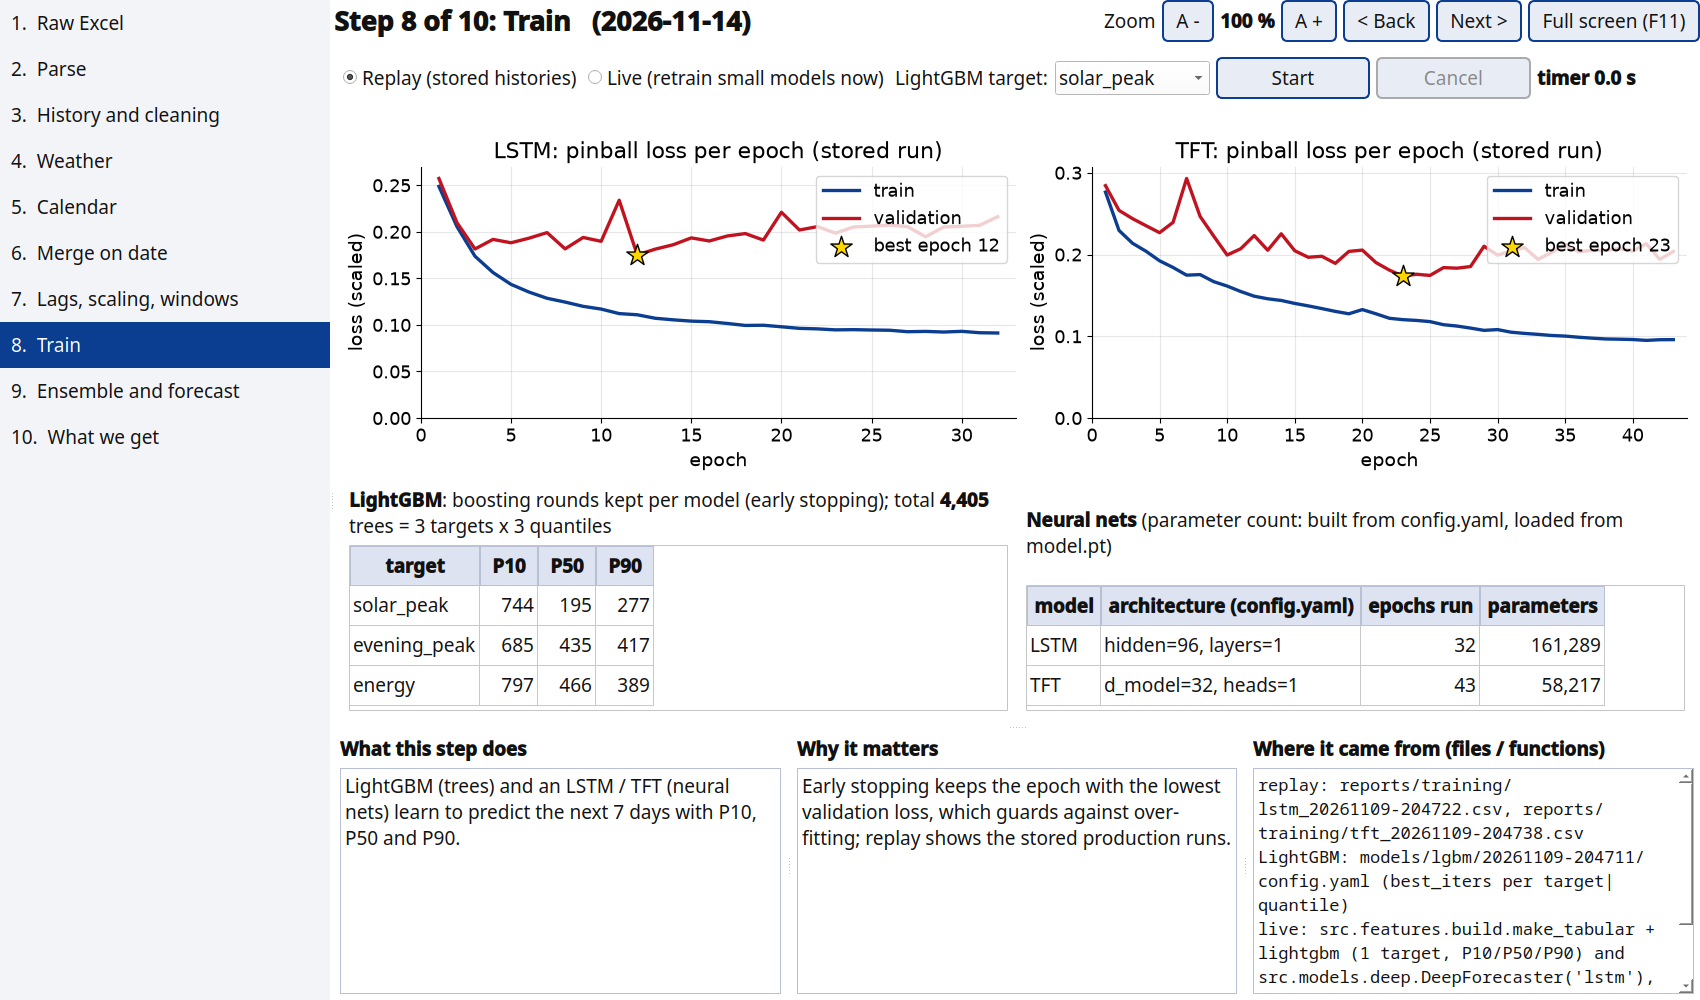 1. Raw Excel
2. Parse
3. History and cleaning
4. Weather
5. Calendar
6. Merge on date
7. Lags, scaling, windows
8. Train
9. Ensemble and forecast
10. What we get
Step 8 of 10: Train (2026-11-14)
Zoom A - 100 % A + < Back Next > Full screen (F11)
Replay (stored histories) Live (retrain small models now) LightGBM target: solar_peak Start Cancel timer 0.0 s
LSTM: pinball loss per epoch (stored run)
loss (scaled)
0.25
0.20
0.15
0.10
0.05
0.00
0 5 10 15 20 25 30
epoch
train
validation
best epoch 12
TFT: pinball loss per epoch (stored run)
loss (scaled)
0.3
0.2
0.1
0.0
0 5 10 15 20 25 30 35 40
epoch
train
validation
best epoch 23
LightGBM: boosting rounds kept per model (early stopping); total 4,405
trees = 3 targets x 3 quantiles
target P10 P50 P90
solar_peak 744 195 277
evening_peak 685 435 417
energy 797 466 389
Neural nets (parameter count: built from config.yaml, loaded from
model.pt)
model architecture (config.yaml) epochs run parameters
LSTM hidden=96, layers=1 32 161,289
TFT d_model=32, heads=1 43 58,217
What this step does
LightGBM (trees) and an LSTM / TFT (neural
nets) learn to predict the next 7 days with P10,
P50 and P90.
Why it matters
Early stopping keeps the epoch with the lowest
validation loss, which guards against over-
fitting; replay shows the stored production runs.
Where it came from (files / functions)
replay: reports/training/
lstm_20261109-204722.csv, reports/
training/tft_20261109-204738.csv
LightGBM: models/lgbm/20261109-204711/
config.yaml (best_iters per target|
quantile)
live: src.features.build.make_tabular +
lightgbm (1 target, P10/P50/P90) and
src.models.deep.DeepForecaster('lstm'),